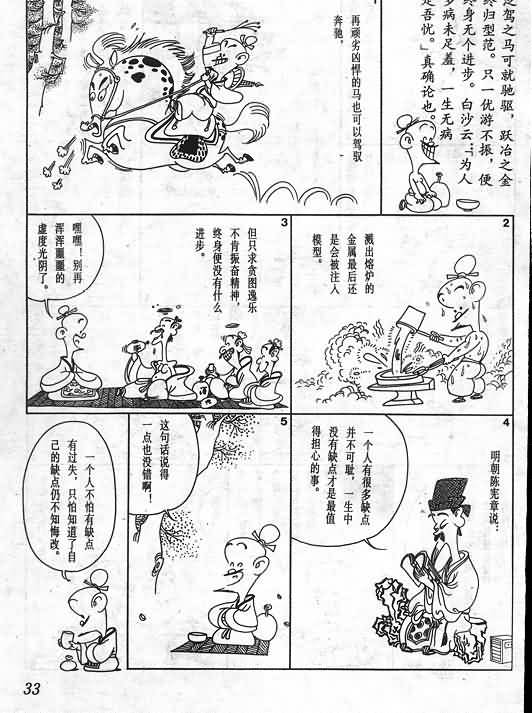 泛驾之马可就驰驱，跃冶之金
终归型范。只一优游不振，便
终身无个进步。白沙云：「为人
多病未足羞，一生无病
是吾忧。」真确论也。
再顽劣凶悍的马也可以驾驭
奔驰，
2
溅出熔炉的
金属最后还
是会被注入
模型。
3
但只求贪图逸乐
不肯振奋精神，
终身便没有什么
进步。
嘿嘿！别再
浑浑噩噩的
虚度光阴了。
酒
4
明朝陈宪章说：
一个人有很多缺点
并不可耻，一生中
没有缺点才是最值
得担心的事。
5
这句话说得
一点也没错啊！
一个人不怕有缺点
有过失，只怕知道了自
己的缺点仍不知悔改。
33